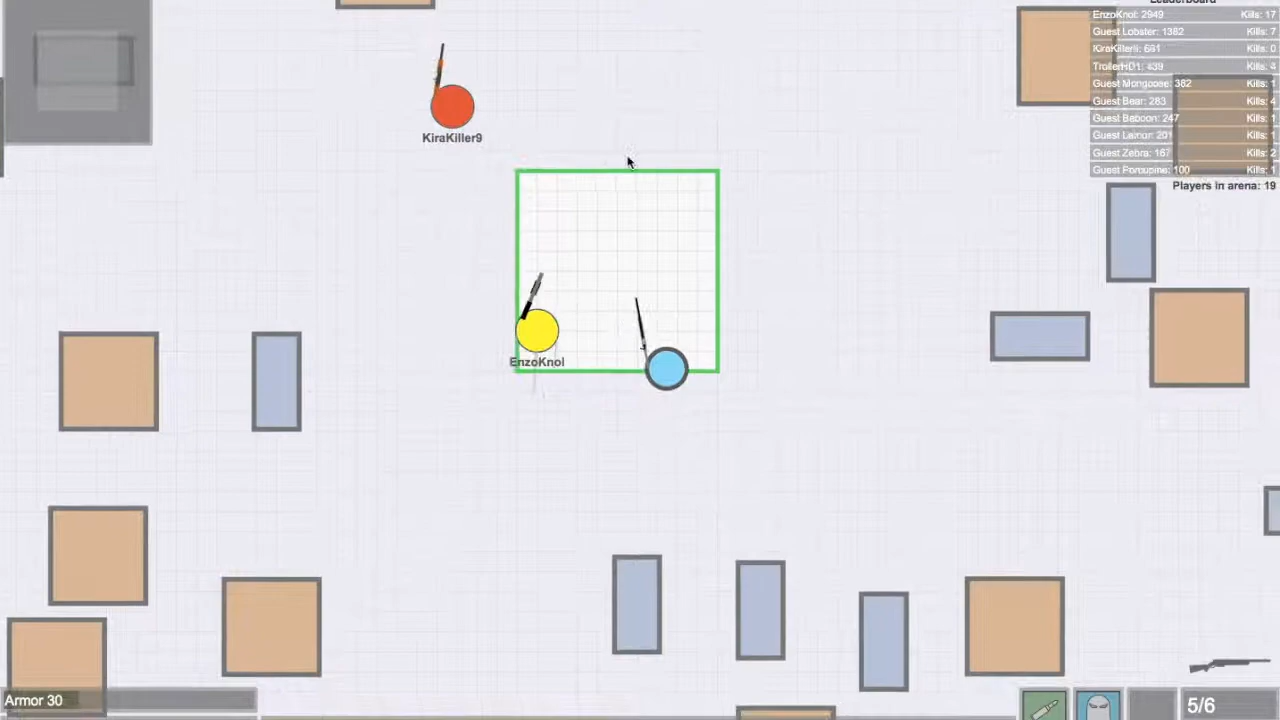 Leaderboard
EnzoKnol: 2949 Kills: 17
Guest Lobster: 1382 Kills: 7
KiraKiller9: 661 Kills: 0
TrollerHD1: 439 Kills: 4
Guest Mongoose: 382 Kills: 1
Guest Bear: 283 Kills: 4
Guest Baboon: 247 Kills: 1
Guest Lemur: 201 Kills: 1
Guest Zebra: 167 Kills: 2
Guest Porcupine: 100 Kills: 1
Players in arena: 19
KiraKiller9
EnzoKnol
Armor 30
5/6